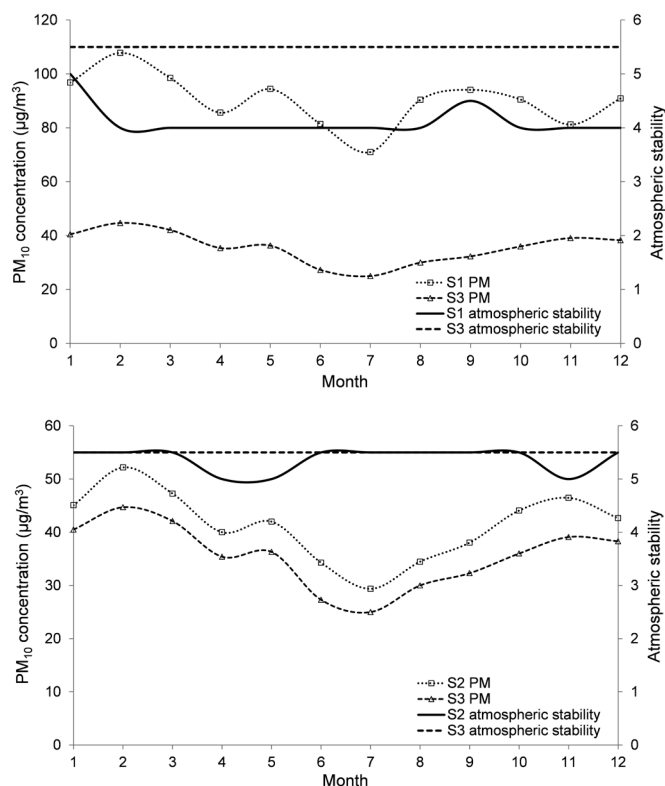 120
100
80
60
40
20
0
PM10 concentration (µg/m³)
6
5
4
3
2
1
0
Atmospheric stability
S1 PM
S3 PM
S1 atmospheric stability
S3 atmospheric stability
1 2 3 4 5 6 7 8 9 10 11 12
Month
60
50
40
30
20
10
0
PM10 concentration (µg/m³)
6
5
4
3
2
1
0
Atmospheric stability
S2 PM
S3 PM
S2 atmospheric stability
S3 atmospheric stability
1 2 3 4 5 6 7 8 9 10 11 12
Month